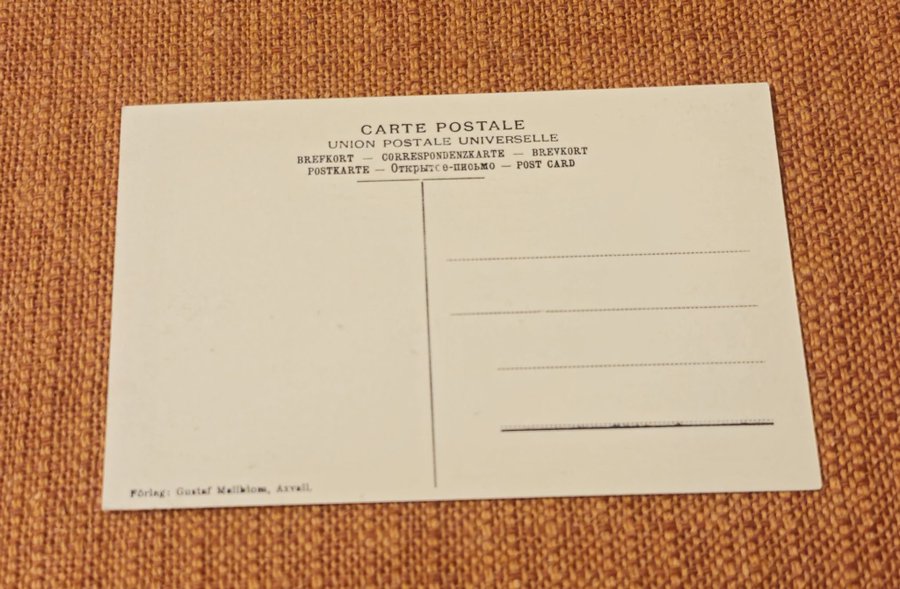 CARTE POSTALE
UNION POSTALE UNIVERSELLE
BREFKORT — CORRESPONDENZKARTE — BREVKORT
POSTKARTE — Открытое-письмо — POST CARD
Förlag: Gustaf Mellblom, Axvall.